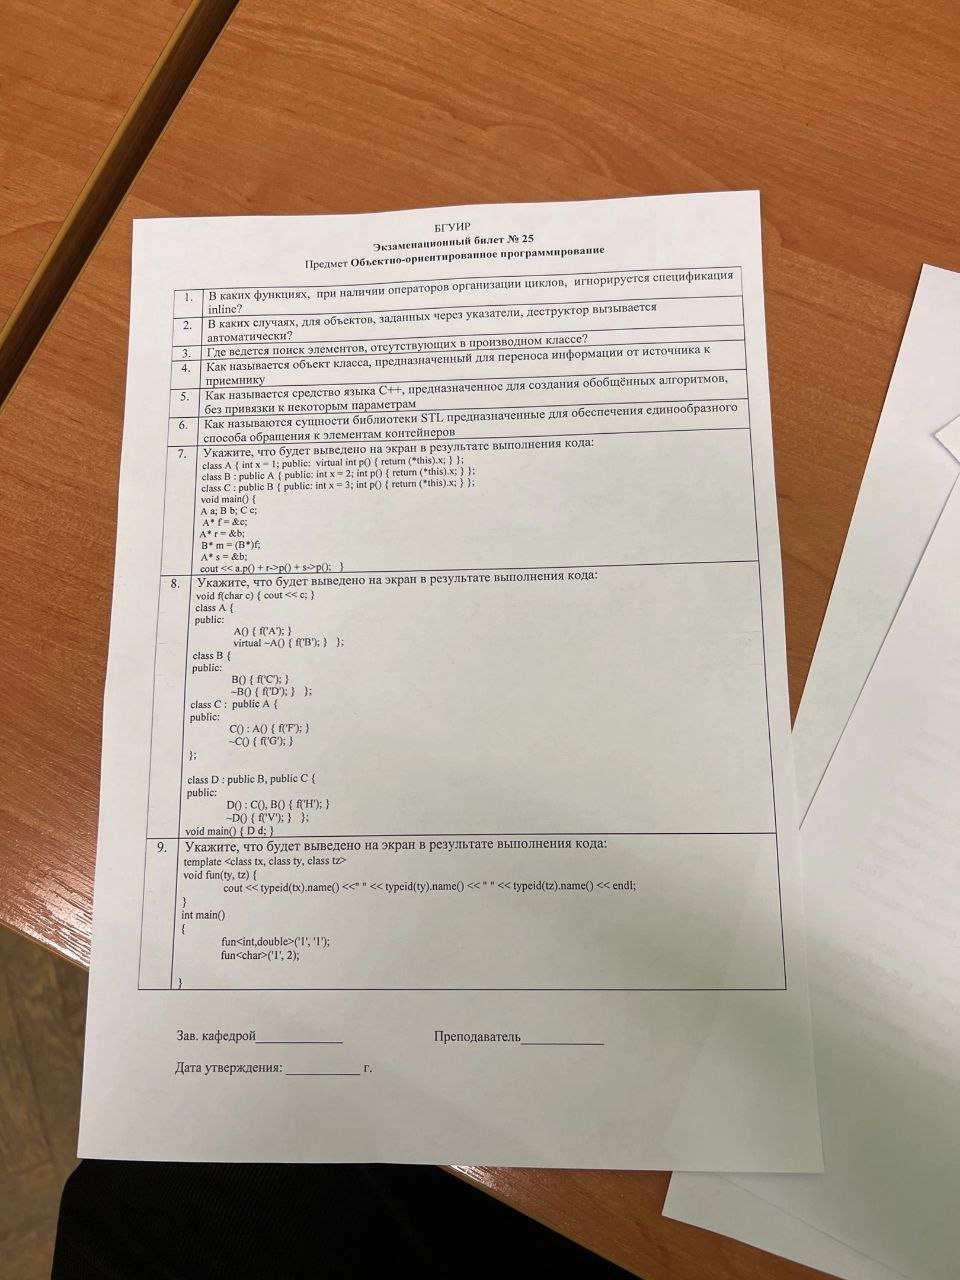 БГУИР
Экзаменационный билет № 25
Предмет Объектно-ориентированное программирование
1. В каких функциях, при наличии операторов организации циклов, игнорируется спецификация
inline?
2. В каких случаях, для объектов, заданных через указатели, деструктор вызывается
автоматически?
3. Где ведется поиск элементов, отсутствующих в производном классе?
4. Как называется объект класса, предназначенный для переноса информации от источника к
приемнику
5. Как называется средство языка С++, предназначенное для создания обобщённых алгоритмов,
без привязки к некоторым параметрам
6. Как называются сущности библиотеки STL предназначенные для обеспечения единообразного
способа обращения к элементам контейнеров
7. Укажите, что будет выведено на экран в результате выполнения кода:
class A { int x = 1; public: virtual int p() { return (*this).x; } };
class B : public A { public: int x = 2; int p() { return (*this).x; } };
class C : public B { public: int x = 3; int p() { return (*this).x; } };
void main() {
A a; B b; C c;
A* f = &c;
A* r = &b;
B* m = (B*)f;
A* s = &b;
cout << a.p() + r->p() + s->p(); }
8. Укажите, что будет выведено на экран в результате выполнения кода:
void f(char c) { cout << c; }
class A {
public:
A() { f('A'); }
virtual ~A() { f('B'); } };
class B {
public:
B() { f('C'); }
~B() { f('D'); } };
class C : public A {
public:
C() : A() { f('F'); }
~C() { f('G'); }
};
class D : public B, public C {
public:
D() : C(), B() { f('H'); }
~D() { f('V'); } };
void main() { D d; }
9. Укажите, что будет выведено на экран в результате выполнения кода:
template <class tx, class ty, class tz>
void fun(ty, tz) {
cout << typeid(tx).name() <<" " << typeid(ty).name() << " " << typeid(tz).name() << endl;
}
int main()
{
fun<int,double>('1', '1');
fun<char>('1', 2);
}
Зав. кафедрой____________ Преподаватель____________
Дата утверждения: ___________ г.